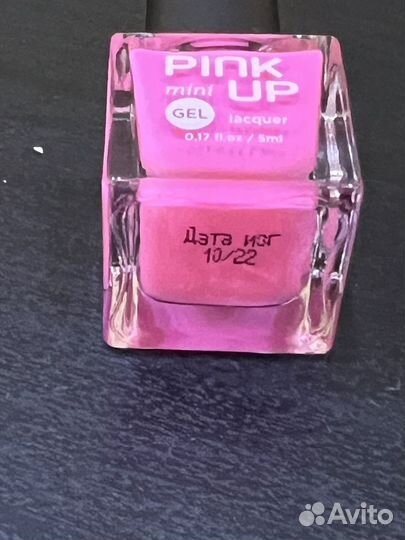 PINK
mini UP
GEL lacquer
0.17 fl.oz / 5ml
Дата изг
10/22
Avito